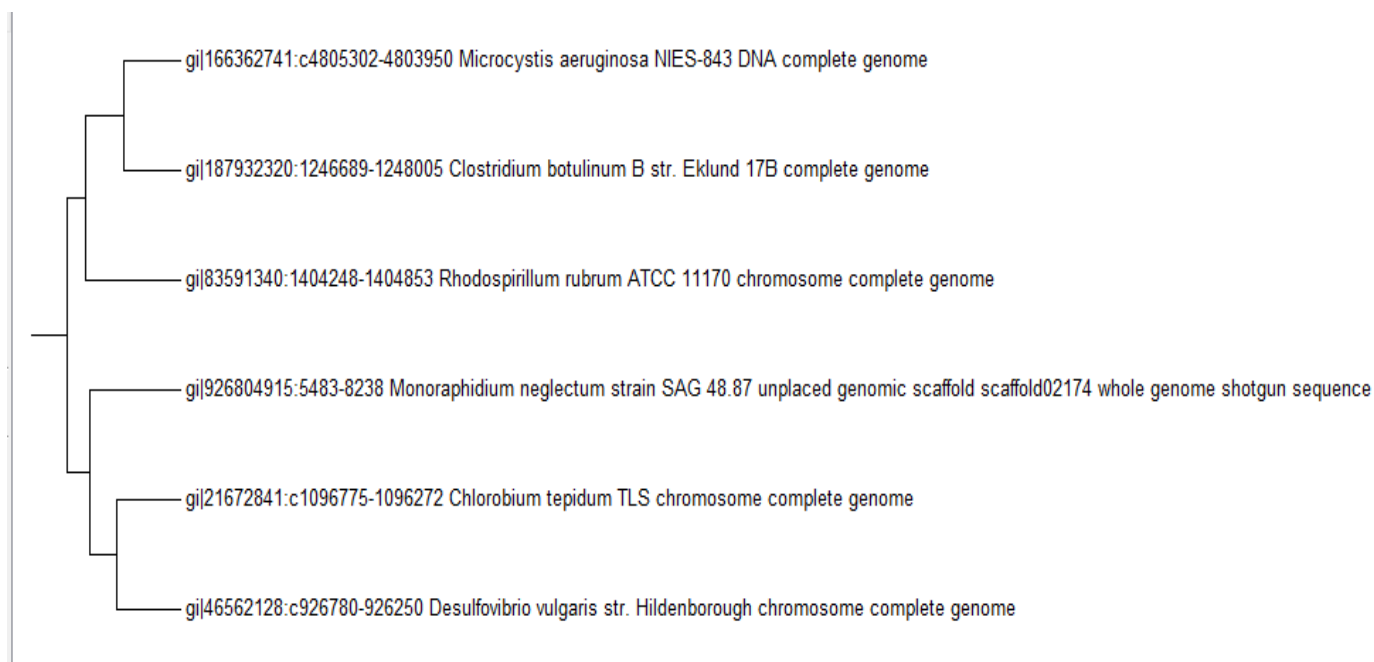 gi|166362741:c4805302-4803950 Microcystis aeruginosa NIES-843 DNA complete genome
gi|187932320:1246689-1248005 Clostridium botulinum B str. Eklund 17B complete genome
gi|83591340:1404248-1404853 Rhodospirillum rubrum ATCC 11170 chromosome complete genome
gi|926804915:5483-8238 Monoraphidium neglectum strain SAG 48.87 unplaced genomic scaffold scaffold02174 whole genome shotgun sequence
gi|21672841:c1096775-1096272 Chlorobium tepidum TLS chromosome complete genome
gi|46562128:c926780-926250 Desulfovibrio vulgaris str. Hildenborough chromosome complete genome